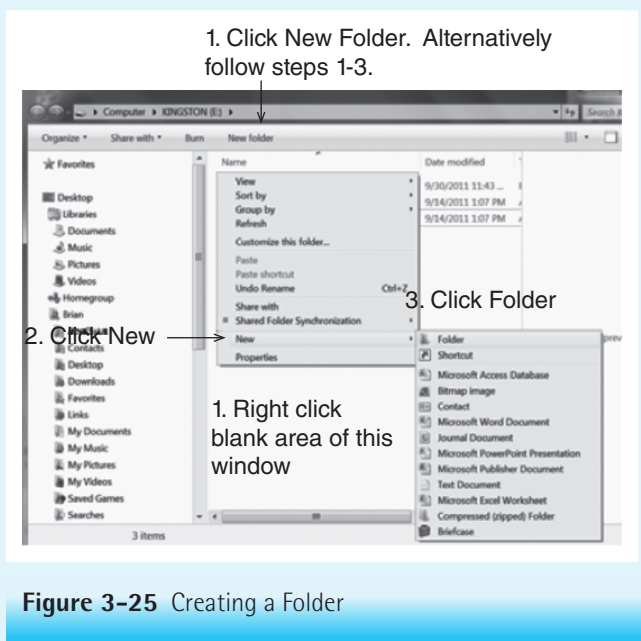 1. Click New Folder. Alternatively
follow steps 1-3.
Computer KINGSTON (E:)
Search
Organize Share with Burn New folder
Favorites
Desktop
Libraries
Documents
Music
Pictures
Videos
Homegroup
Brian
Contacts
Desktop
Downloads
Favorites
Links
My Documents
My Music
My Pictures
My Videos
Saved Games
Searches
3 items
Name Date modified
9/30/2011 11:43 ...
9/14/2011 1:07 PM
9/14/2011 1:07 PM
View
Sort by
Group by
Refresh
Customize this folder...
Paste
Paste shortcut
Undo Rename Ctrl+Z
Share with
Shared Folder Synchronization
New
Properties
2. Click New
1. Right click
blank area of this
window
3. Click Folder
Folder
Shortcut
Microsoft Access Database
Bitmap image
Contact
Microsoft Word Document
Journal Document
Microsoft PowerPoint Presentation
Microsoft Publisher Document
Text Document
Microsoft Excel Worksheet
Compressed (zipped) Folder
Briefcase
Figure 3-25 Creating a Folder